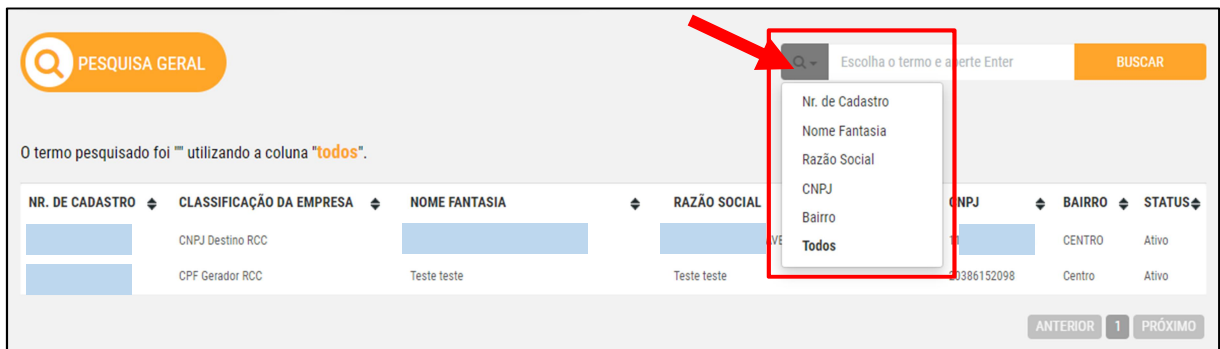 PESQUISA GERAL
Escolha o termo e aperte Enter
BUSCAR
Nr. de Cadastro
Nome Fantasia
Razão Social
CNPJ
Bairro
Todos
O termo pesquisado foi "" utilizando a coluna "todos".
NR. DE CADASTRO CLASSIFICAÇÃO DA EMPRESA NOME FANTASIA RAZÃO SOCIAL CNPJ BAIRRO STATUS
CNPJ Destino RCC AVE 11 CENTRO Ativo
CPF Gerador RCC Teste teste Teste teste 20386152098 Centro Ativo
ANTERIOR 1 PRÓXIMO